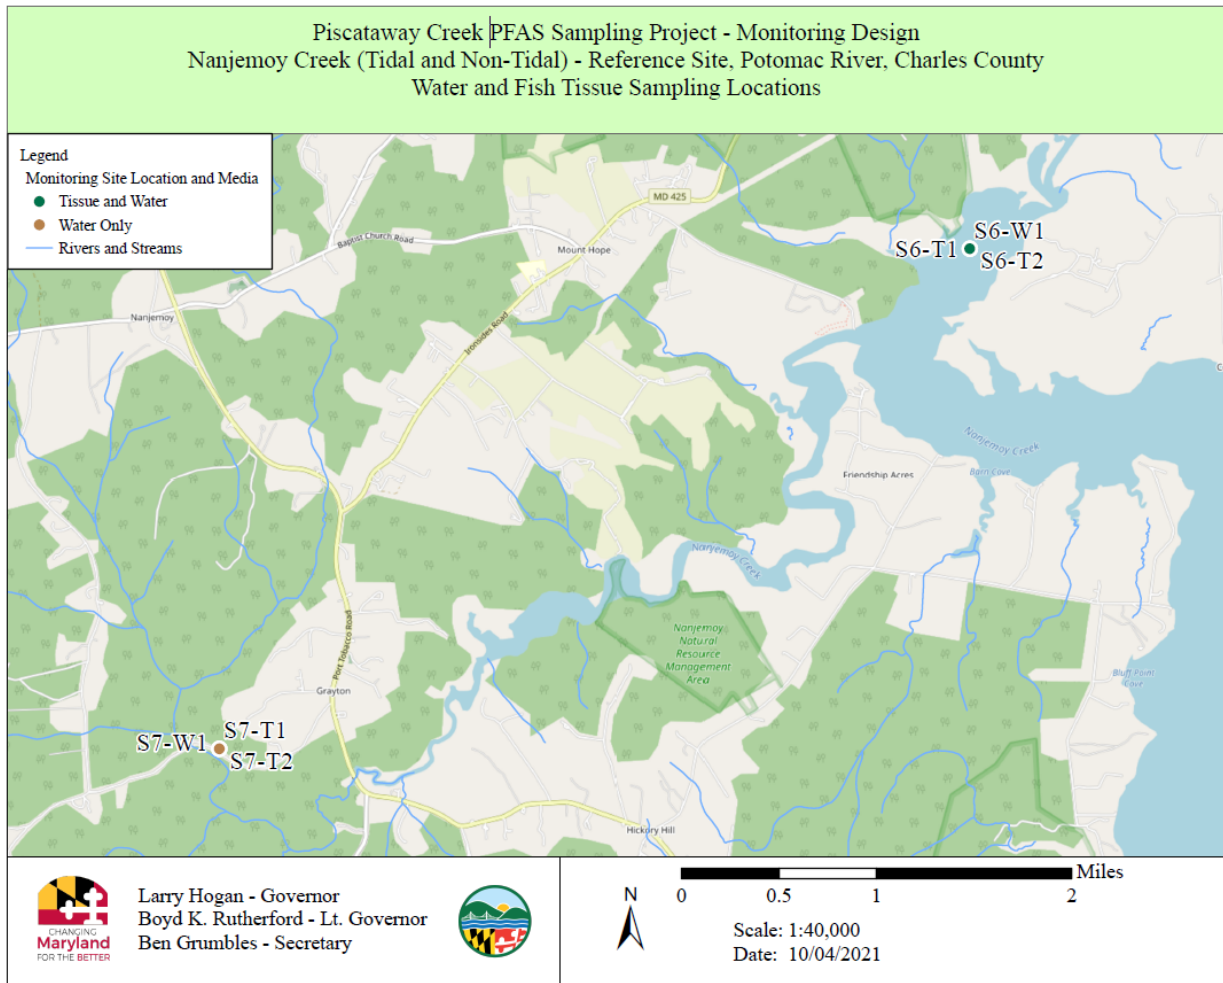 Piscataway Creek PFAS Sampling Project - Monitoring Design
Nanjemoy Creek (Tidal and Non-Tidal) - Reference Site, Potomac River, Charles County
Water and Fish Tissue Sampling Locations
Legend
Monitoring Site Location and Media
Tissue and Water
Water Only
Rivers and Streams
MD 425
Baptist Church Road
Mount Hope
S6-W1
S6-T1
S6-T2
Nanjemoy
Ironsides Road
Nanjemoy Creek
Barn Cove
Friendship Acres
Nanjemoy Creek
Nanjemoy
Natural
Resource
Management
Area
Port Tobacco Road
Bluff Point
Cove
Grayton
S7-T1
S7-W1
S7-T2
Hickory Hill
CHANGING
Maryland
FOR THE BETTER
Larry Hogan - Governor
Boyd K. Rutherford - Lt. Governor
Ben Grumbles - Secretary
N
Miles
0 0.5 1 2
Scale: 1:40,000
Date: 10/04/2021